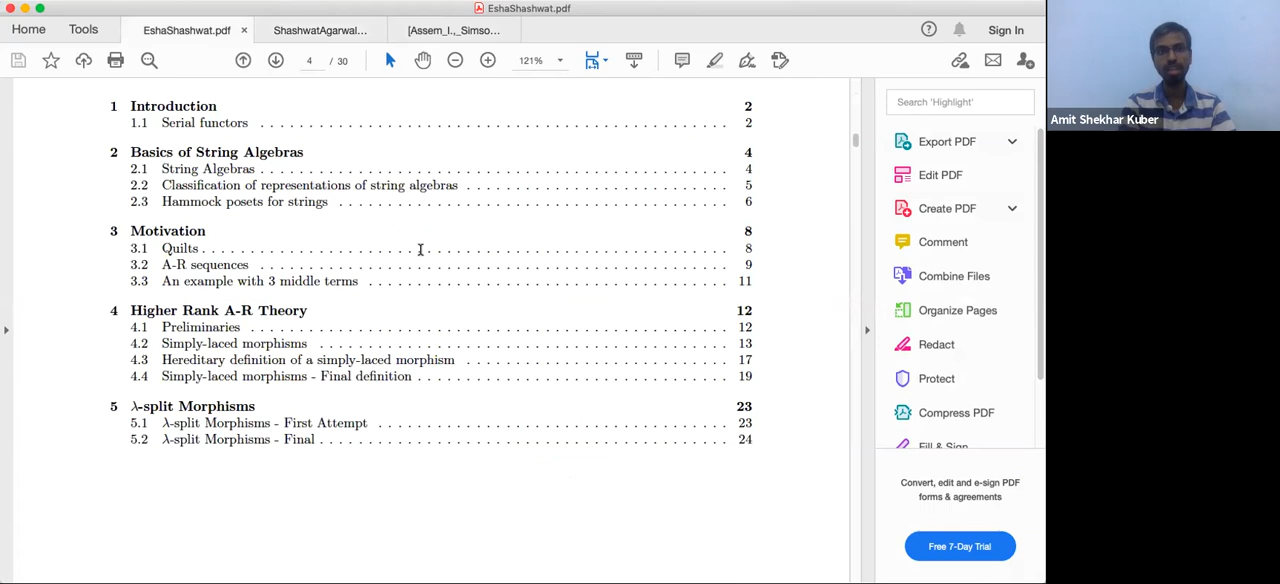 EshaShashwat.pdf
Home Tools EshaShashwat.pdf × ShashwatAgarwal... [Assem_I.,_Simso... Sign In
4 / 30 121%
1 Introduction 2
1.1 Serial functors 2
2 Basics of String Algebras 4
2.1 String Algebras 4
2.2 Classification of representations of string algebras 5
2.3 Hammock posets for strings 6
3 Motivation 8
3.1 Quilts 8
3.2 A-R sequences 9
3.3 An example with 3 middle terms 11
4 Higher Rank A-R Theory 12
4.1 Preliminaries 12
4.2 Simply-laced morphisms 13
4.3 Hereditary definition of a simply-laced morphism 17
4.4 Simply-laced morphisms - Final definition 19
5 λ-split Morphisms 23
5.1 λ-split Morphisms - First Attempt 23
5.2 λ-split Morphisms - Final 24
Search 'Highlight'
Export PDF
Edit PDF
Create PDF
Comment
Combine Files
Organize Pages
Redact
Protect
Compress PDF
Fill & Sign
Convert, edit and e-sign PDF
forms & agreements
Free 7-Day Trial
Amit Shekhar Kuber